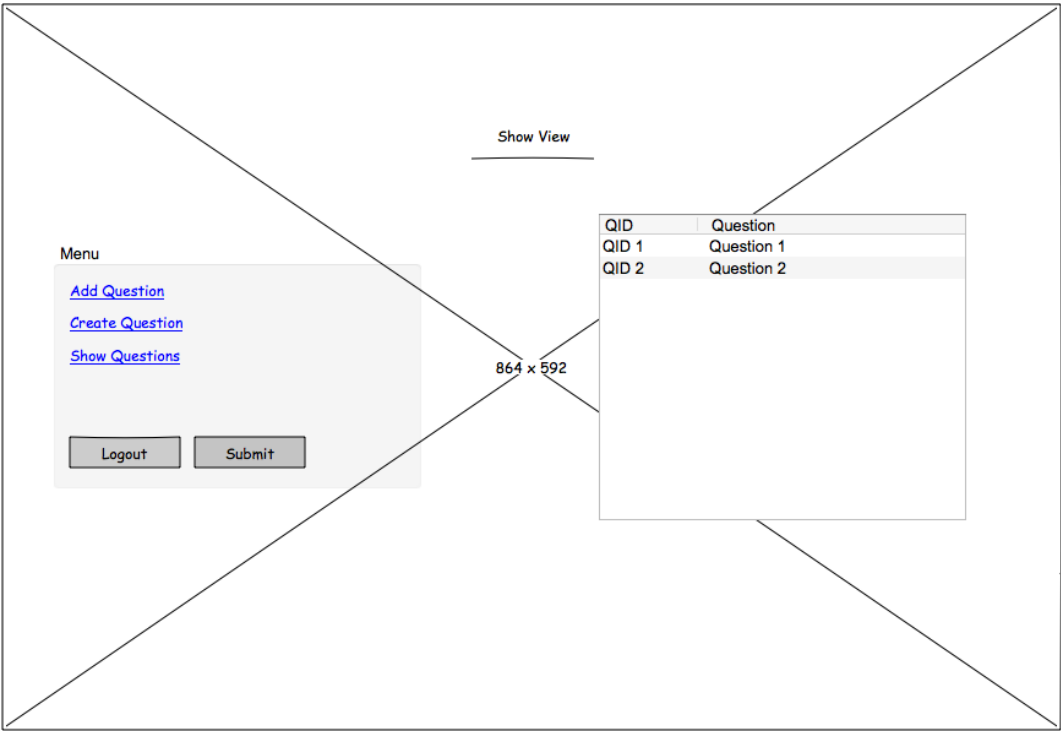 Show View
Menu
Add Question
Create Question
Show Questions
Logout Submit
864 x 592
QID Question
QID 1 Question 1
QID 2 Question 2